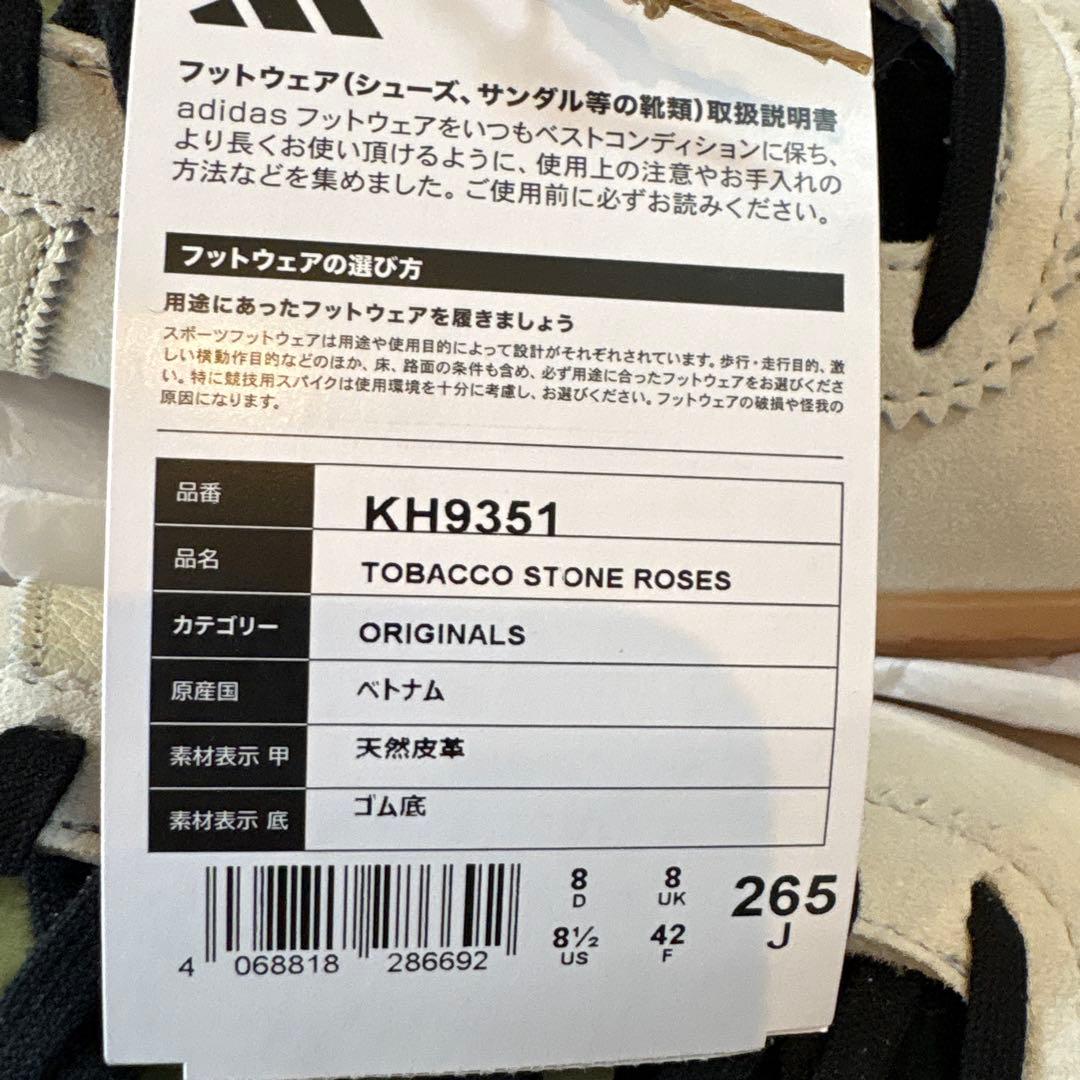 フットウェア(シューズ、サンダル等の靴類)取扱説明書
adidas フットウェアをいつもベストコンディションに保ち、
より長くお使い頂けるように、使用上の注意やお手入れの
方法などを集めました。ご使用前に必ずお読みください。
フットウェアの選び方
用途にあったフットウェアを履きましょう
スポーツフットウェアは用途や使用目的によって設計がそれぞれされています。歩行・走行目的、激
しい横動作目的などのほか、床、路面の条件も含め、必ず用途に合ったフットウェアをお選びくださ
い。特に競技用スパイクは使用環境を十分に考慮し、お選びください。フットウェアの破損や怪我の
原因になります。
品番 KH9351
品名 TOBACCO STONE ROSES
カテゴリー ORIGINALS
原産国 ベトナム
素材表示 甲 天然皮革
素材表示 底 ゴム底
8 D 8 UK 265 J
8½ US 42 F
4 068818 286692